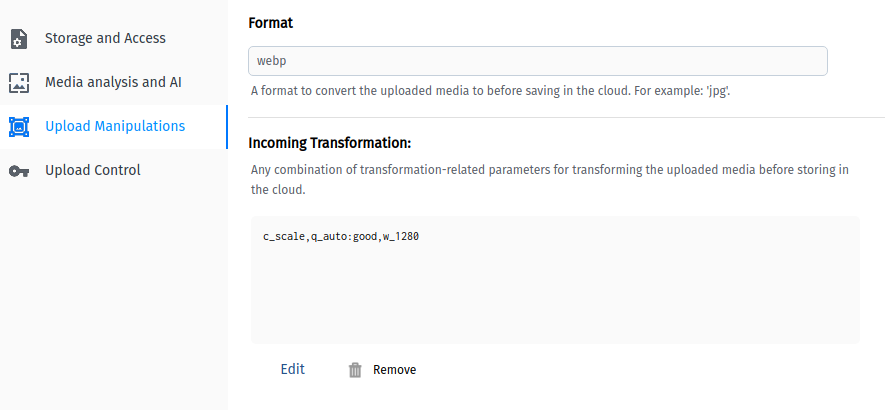 Storage and Access
Media analysis and AI
Upload Manipulations
Upload Control
Format
webp
A format to convert the uploaded media to before saving in the cloud. For example: 'jpg'.
Incoming Transformation:
Any combination of transformation-related parameters for transforming the uploaded media before storing in
the cloud.
c_scale,q_auto:good,w_1280
Edit
Remove